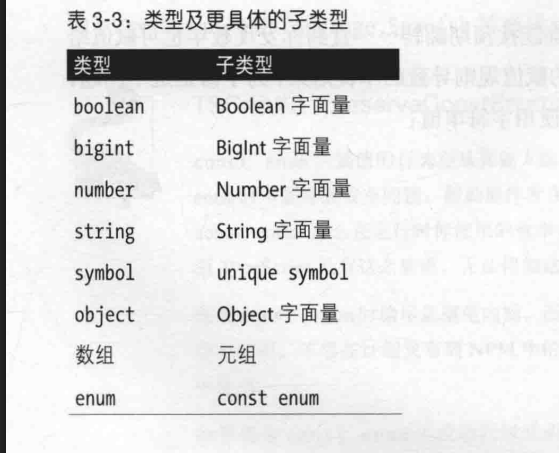 表 3-3：类型及更具体的子类型
类型 子类型
boolean Boolean 字面量
bigint BigInt 字面量
number Number 字面量
string String 字面量
symbol unique symbol
object Object 字面量
数组 元组
enum const enum